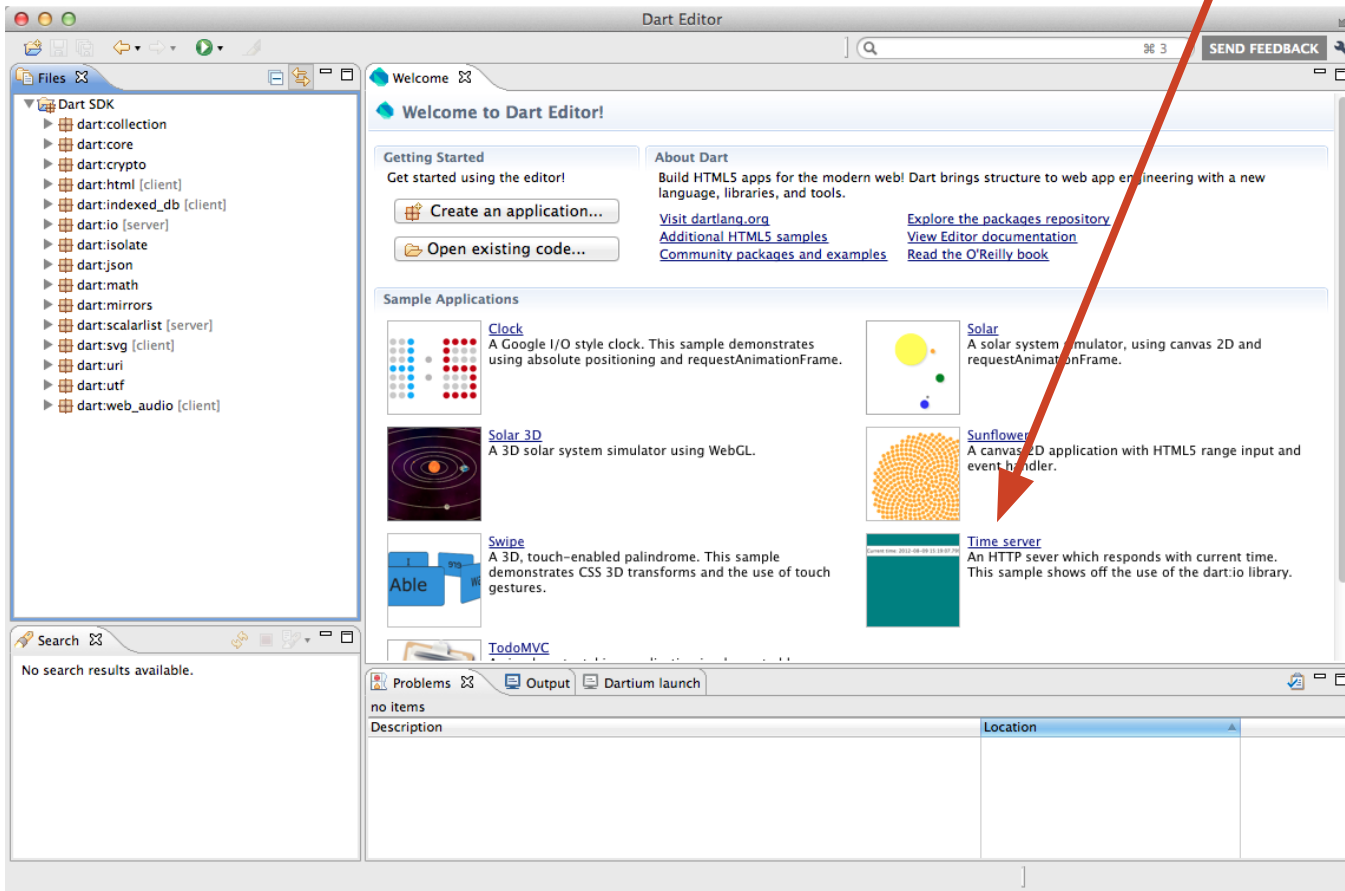 Dart Editor
⌘ 3
SEND FEEDBACK
Files
Dart SDK
dart:collection
dart:core
dart:crypto
dart:html [client]
dart:indexed_db [client]
dart:io [server]
dart:isolate
dart:json
dart:math
dart:mirrors
dart:scalarlist [server]
dart:svg [client]
dart:uri
dart:utf
dart:web_audio [client]
Search
No search results available.
Welcome
Welcome to Dart Editor!
Getting Started
Get started using the editor!
Create an application...
Open existing code...
About Dart
Build HTML5 apps for the modern web! Dart brings structure to web app engineering with a new
language, libraries, and tools.
Visit dartlang.org
Additional HTML5 samples
Community packages and examples
Explore the packages repository
View Editor documentation
Read the O'Reilly book
Sample Applications
Clock
A Google I/O style clock. This sample demonstrates
using absolute positioning and requestAnimationFrame.
Solar
A solar system simulator, using canvas 2D and
requestAnimationFrame.
Solar 3D
A 3D solar system simulator using WebGL.
Sunflower
A canvas 2D application with HTML5 range input and
event handler.
Able
Swipe
A 3D, touch-enabled palindrome. This sample
demonstrates CSS 3D transforms and the use of touch
gestures.
Time server
An HTTP sever which responds with current time.
This sample shows off the use of the dart:io library.
TodoMVC
Problems
Output
Dartium launch
no items
Description
Location